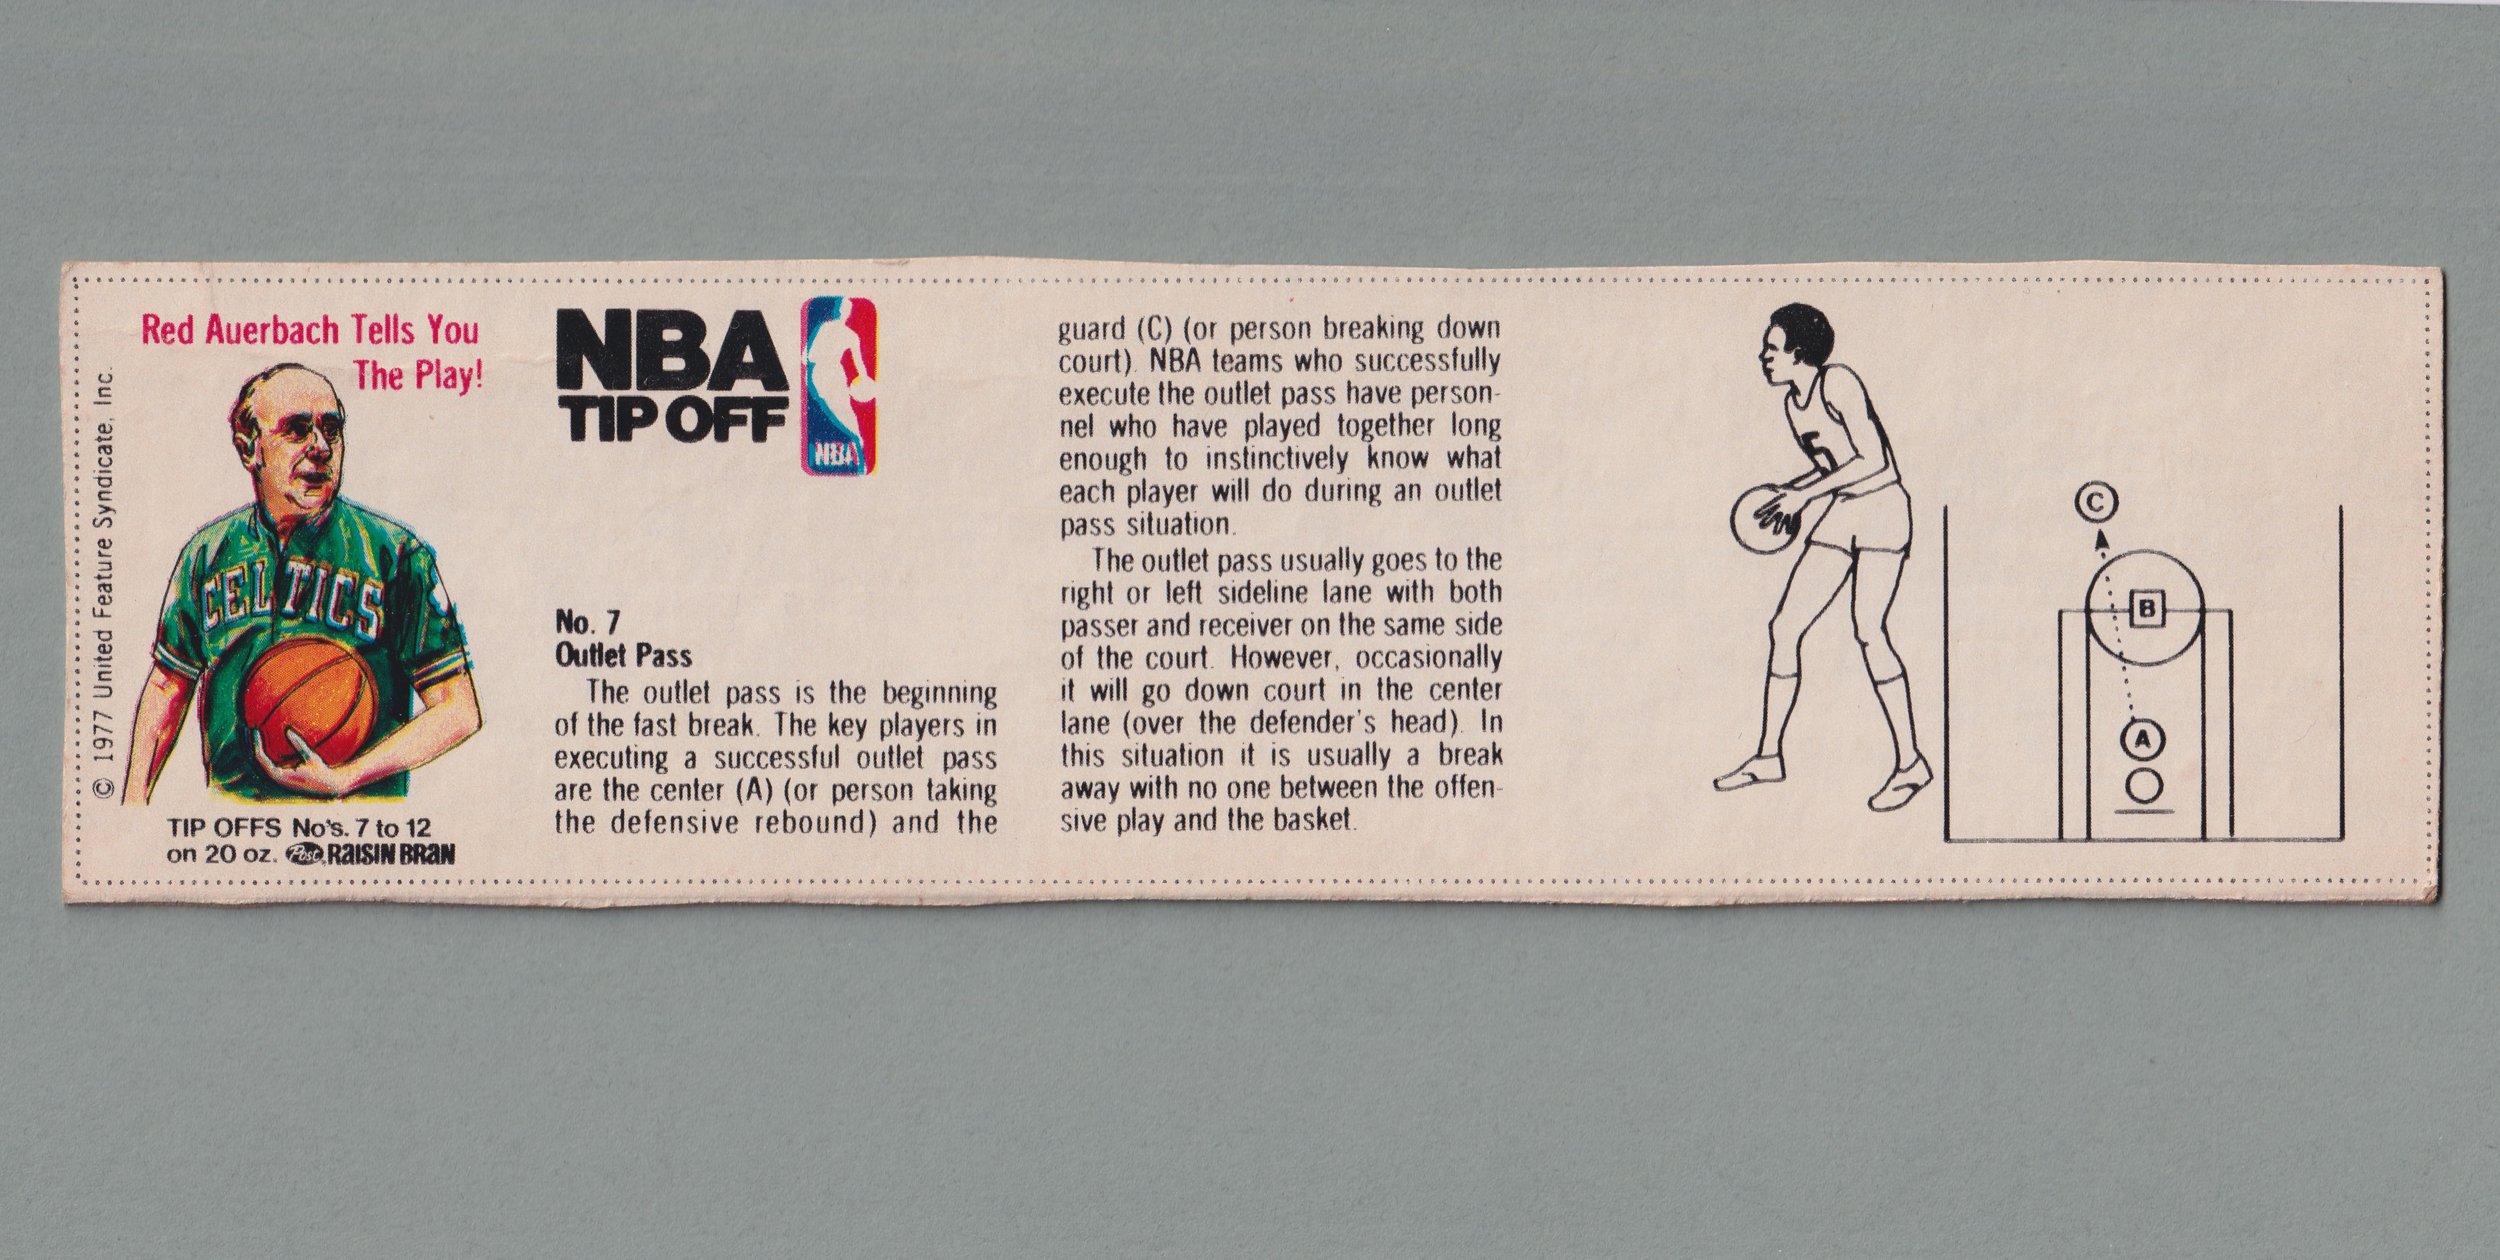 © 1977 United Feature Syndicate, Inc.
Red Auerbach Tells You
The Play!
CELTICS
TIP OFFS No's. 7 to 12
on 20 oz. Post RAISIN BRAN
NBA
TIP OFF
NBA
No. 7
Outlet Pass
The outlet pass is the beginning
of the fast break. The key players in
executing a successful outlet pass
are the center (A) (or person taking
the defensive rebound) and the
guard (C) (or person breaking down
court). NBA teams who successfully
execute the outlet pass have person-
nel who have played together long
enough to instinctively know what
each player will do during an outlet
pass situation.
The outlet pass usually goes to the
right or left sideline lane with both
passer and receiver on the same side
of the court. However, occasionally
it will go down court in the center
lane (over the defender's head). In
this situation it is usually a break
away with no one between the offen-
sive play and the basket.
C
B
A